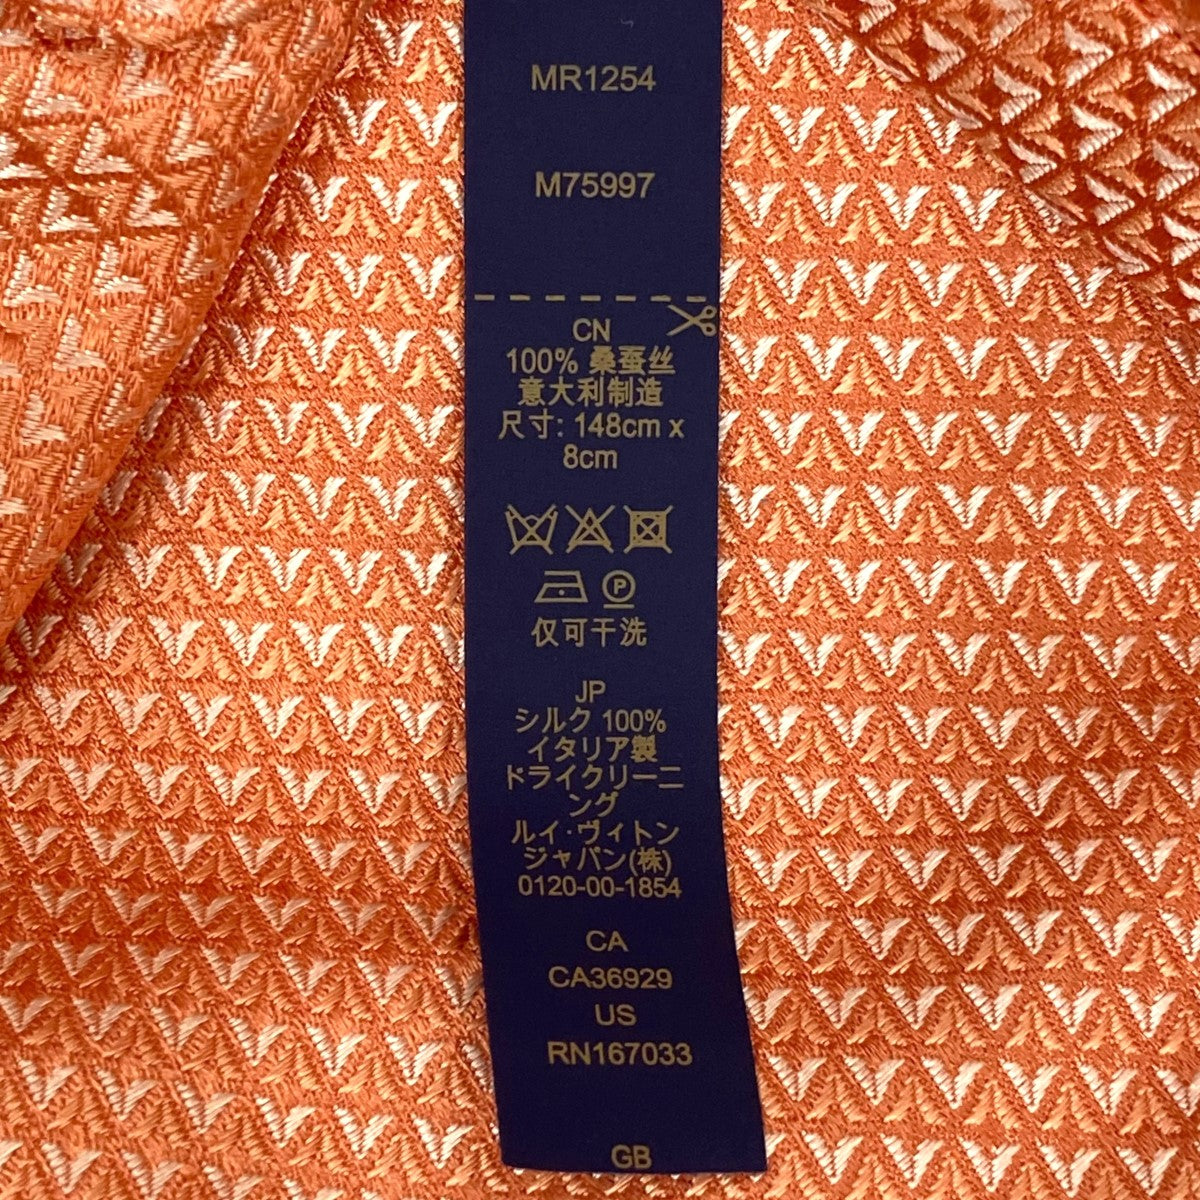 MR1254
M75997
CN
100% 桑蚕丝
意大利制造
尺寸: 148cm x
8cm
P
仅可干洗
JP
シルク 100%
イタリア製
ドライクリーニ
ング
ルイ·ヴィトン
ジャパン(株)
0120-00-1854
CA
CA36929
US
RN167033
GB